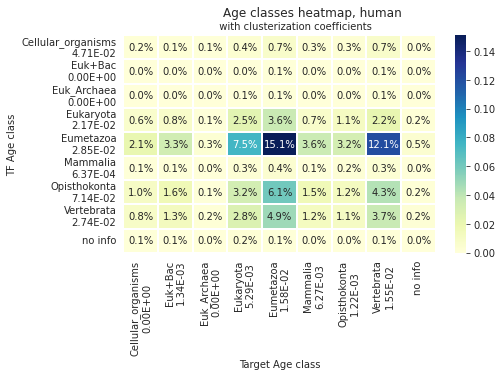 Age classes heatmap, human
with clusterization coefficients
TF Age class
Cellular_organisms
4.71E-02
0.2% 0.1% 0.1% 0.4% 0.7% 0.3% 0.3% 0.7% 0.0%
Euk+Bac
0.00E+00
0.0% 0.0% 0.0% 0.0% 0.1% 0.0% 0.0% 0.0% 0.0%
Euk_Archaea
0.00E+00
0.0% 0.0% 0.0% 0.1% 0.1% 0.0% 0.0% 0.1% 0.0%
Eukaryota
2.17E-02
0.6% 0.8% 0.1% 2.5% 3.6% 0.7% 1.1% 2.2% 0.2%
Eumetazoa
2.85E-02
2.1% 3.3% 0.3% 7.5% 15.1% 3.6% 3.2% 12.1% 0.5%
Mammalia
6.37E-04
0.1% 0.1% 0.0% 0.3% 0.4% 0.1% 0.2% 0.3% 0.0%
Opisthokonta
7.14E-02
1.0% 1.6% 0.1% 3.2% 6.1% 1.5% 1.2% 4.3% 0.2%
Vertebrata
2.74E-02
0.8% 1.3% 0.2% 2.8% 4.9% 1.2% 1.1% 3.7% 0.2%
no info
0.1% 0.1% 0.0% 0.2% 0.1% 0.0% 0.0% 0.1% 0.0%
Cellular_organisms
0.00E+00
Euk+Bac
1.34E-03
Euk_Archaea
0.00E+00
Eukaryota
5.29E-03
Eumetazoa
1.58E-02
Mammalia
6.27E-03
Opisthokonta
1.22E-03
Vertebrata
1.55E-02
no info
Target Age class
0.14
0.12
0.10
0.08
0.06
0.04
0.02
0.00